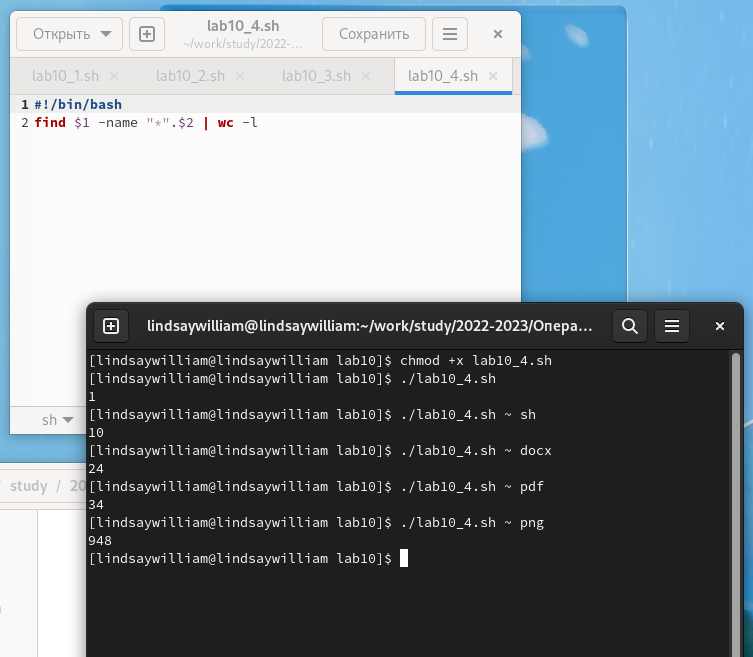 Открыть
lab10_4.sh
~/work/study/2022-...
Сохранить
lab10_1.sh
lab10_2.sh
lab10_3.sh
lab10_4.sh
1 #!/bin/bash
2 find $1 -name "*".$2 | wc -l
sh
study / 20
lindsaywilliam@lindsaywilliam:~/work/study/2022-2023/Опера...
[lindsaywilliam@lindsaywilliam lab10]$ chmod +x lab10_4.sh
[lindsaywilliam@lindsaywilliam lab10]$ ./lab10_4.sh
1
[lindsaywilliam@lindsaywilliam lab10]$ ./lab10_4.sh ~ sh
10
[lindsaywilliam@lindsaywilliam lab10]$ ./lab10_4.sh ~ docx
24
[lindsaywilliam@lindsaywilliam lab10]$ ./lab10_4.sh ~ pdf
34
[lindsaywilliam@lindsaywilliam lab10]$ ./lab10_4.sh ~ png
948
[lindsaywilliam@lindsaywilliam lab10]$